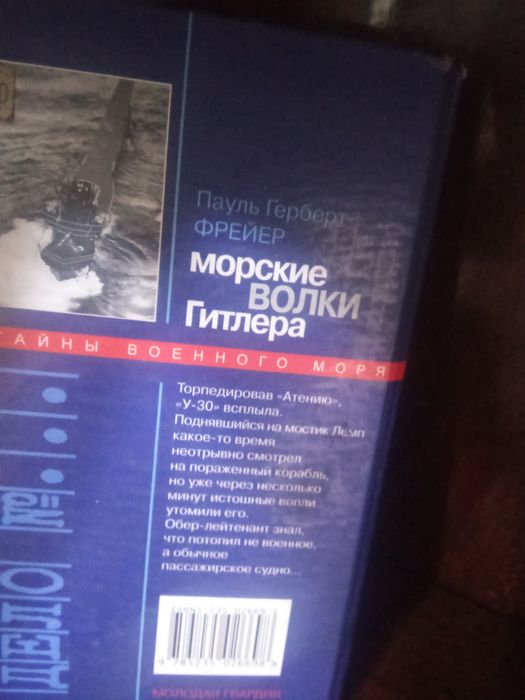 Пауль Герберт
ФРЕЙЕР
морские
ВОЛКИ
Гитлера
ТАЙНЫ ВОЕННОГО МОРЯ
Торпедировав «Атению»,
«У-30» всплыла.
Поднявшийся на мостик Лемп
какое-то время
неотрывно смотрел
на пораженный корабль,
но уже через несколько
минут истошные вопли
утомили его.
Обер-лейтенант знал,
что потопил не военное,
а обычное
пассажирское судно...
ДЕЛО
МОЛОДАЯ ГВАРДИЯ